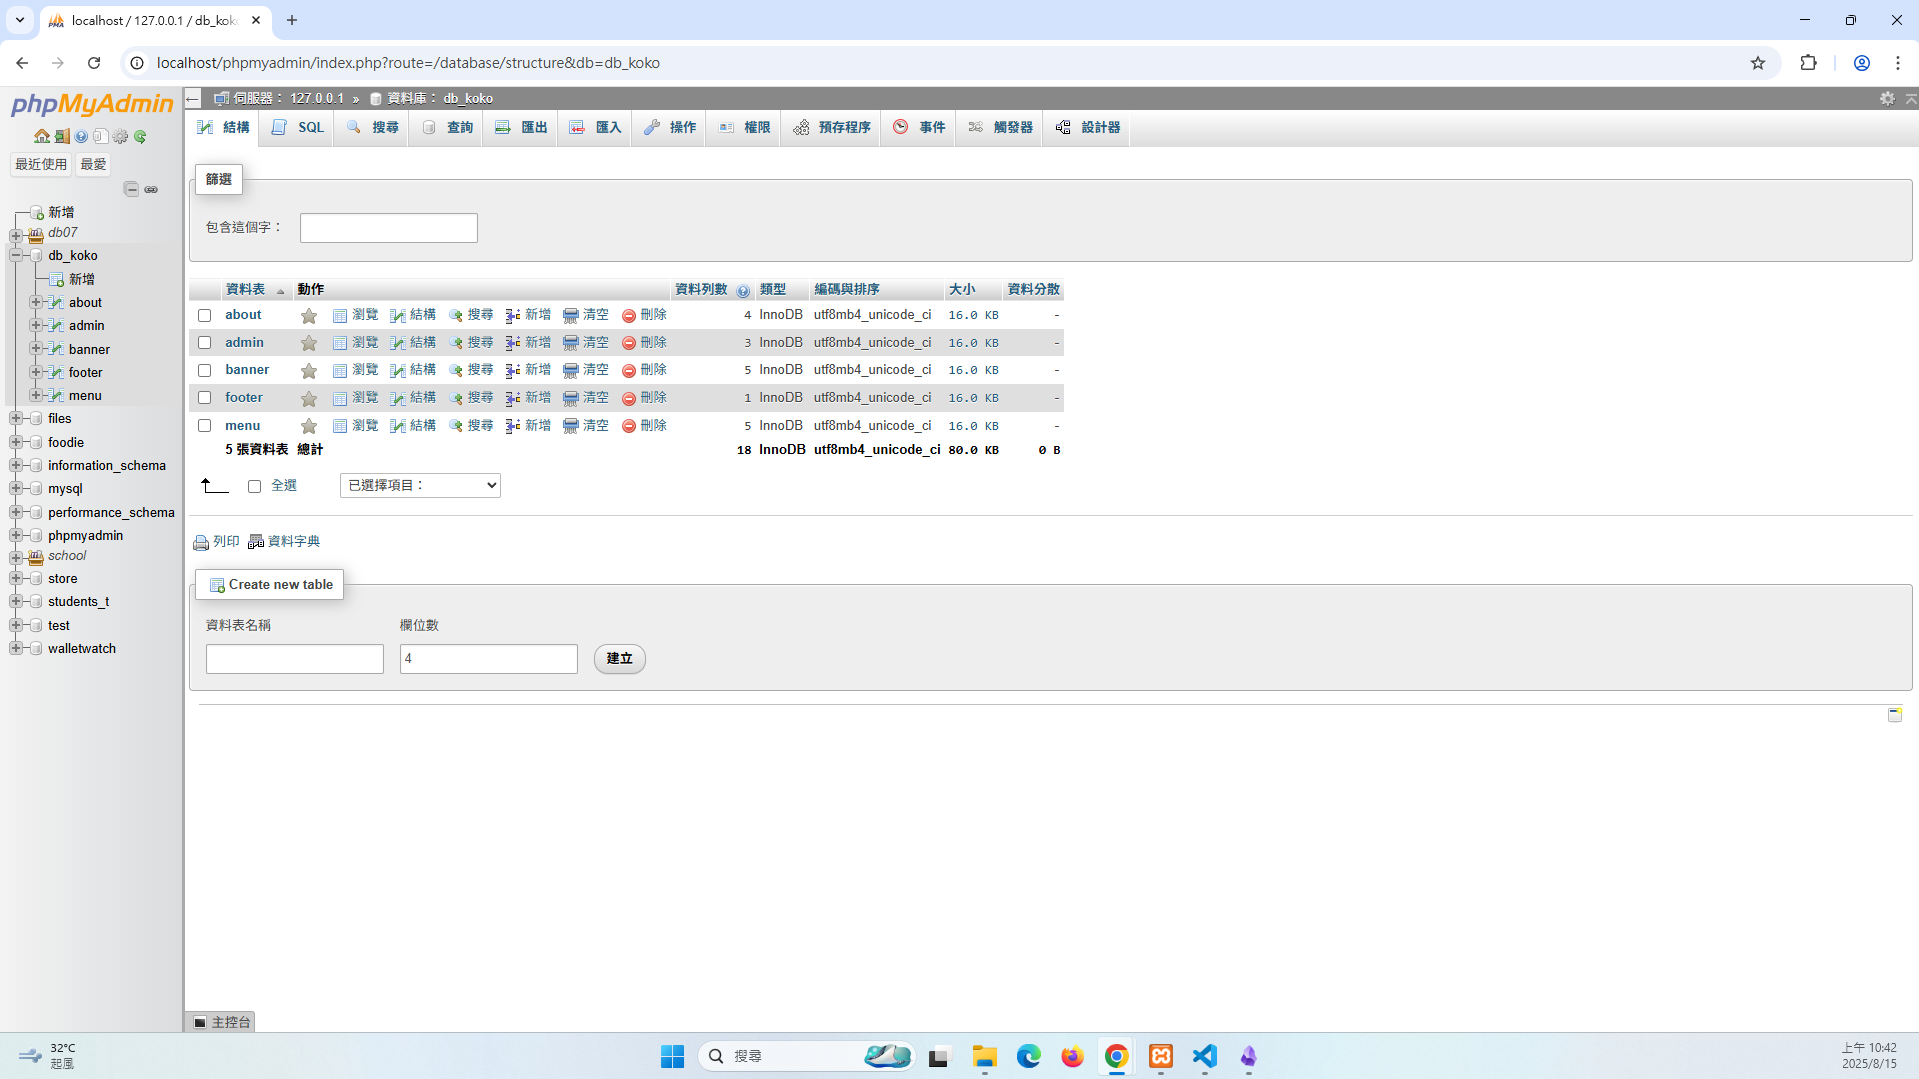 localhost / 127.0.0.1 / db_koko
localhost/phpmyadmin/index.php?route=/database/structure&db=db_koko
phpMyAdmin
最近使用 最愛
新增
db07
db_koko
新增
about
admin
banner
footer
menu
files
foodie
information_schema
mysql
performance_schema
phpmyadmin
school
store
students_t
test
walletwatch
伺服器： 127.0.0.1 » 資料庫： db_koko
結構 SQL 搜尋 查詢 匯出 匯入 操作 權限 預存程序 事件 觸發器 設計器
篩選
包含這個字：
資料表 動作 資料列數 類型 編碼與排序 大小 資料分散
about 瀏覽 結構 搜尋 新增 清空 刪除 4 InnoDB utf8mb4_unicode_ci 16.0 KB -
admin 瀏覽 結構 搜尋 新增 清空 刪除 3 InnoDB utf8mb4_unicode_ci 16.0 KB -
banner 瀏覽 結構 搜尋 新增 清空 刪除 5 InnoDB utf8mb4_unicode_ci 16.0 KB -
footer 瀏覽 結構 搜尋 新增 清空 刪除 1 InnoDB utf8mb4_unicode_ci 16.0 KB -
menu 瀏覽 結構 搜尋 新增 清空 刪除 5 InnoDB utf8mb4_unicode_ci 16.0 KB -
5 張資料表 總計 18 InnoDB utf8mb4_unicode_ci 80.0 KB 0 B
全選 已選擇項目：
列印 資料字典
Create new table
資料表名稱 欄位數
4 建立
主控台
32°C
起風
搜尋
上午 10:42
2025/8/15